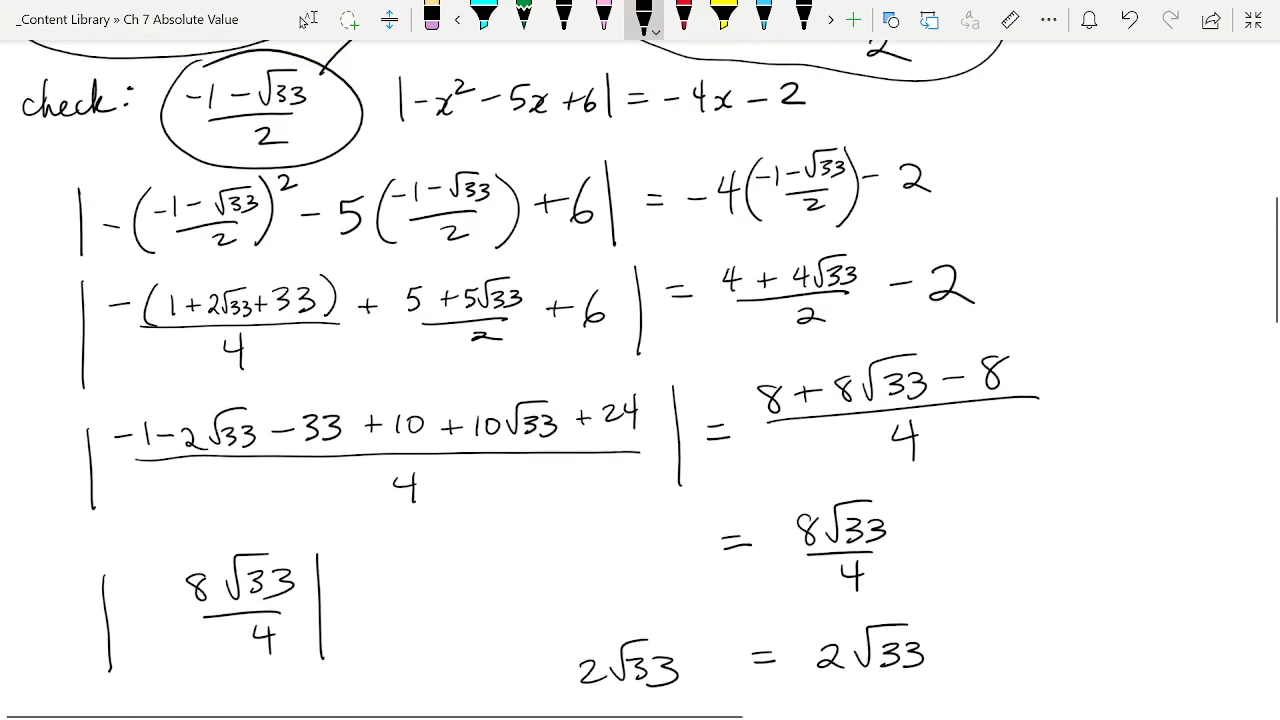 _Content Library » Ch 7 Absolute Value
2
check: (-1 - √33)/2 |-x² - 5x + 6| = -4x - 2
|-((-1 - √33)/2)² - 5((-1 - √33)/2) + 6| = -4((-1 - √33)/2) - 2
|-(1 + 2√33 + 33)/4 + (5 + 5√33)/2 + 6| = (4 + 4√33)/2 - 2
|(-1 - 2√33 - 33 + 10 + 10√33 + 24)/4| = (8 + 8√33 - 8)/4
= 8√33/4
|8√33/4|
2√33 = 2√33